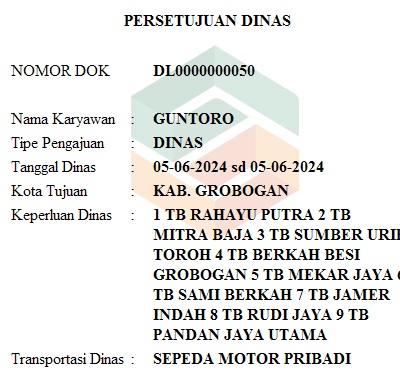 PERSETUJUAN DINAS
NOMOR DOK DL0000000050
Nama Karyawan : GUNTORO
Tipe Pengajuan : DINAS
Tanggal Dinas : 05-06-2024 sd 05-06-2024
Kota Tujuan : KAB. GROBOGAN
Keperluan Dinas : 1 TB RAHAYU PUTRA 2 TB
MITRA BAJA 3 TB SUMBER URIP
TOROH 4 TB BERKAH BESI
GROBOGAN 5 TB MEKAR JAYA 6
TB SAMI BERKAH 7 TB JAMER
INDAH 8 TB RUDI JAYA 9 TB
PANDAN JAYA UTAMA
Transportasi Dinas : SEPEDA MOTOR PRIBADI